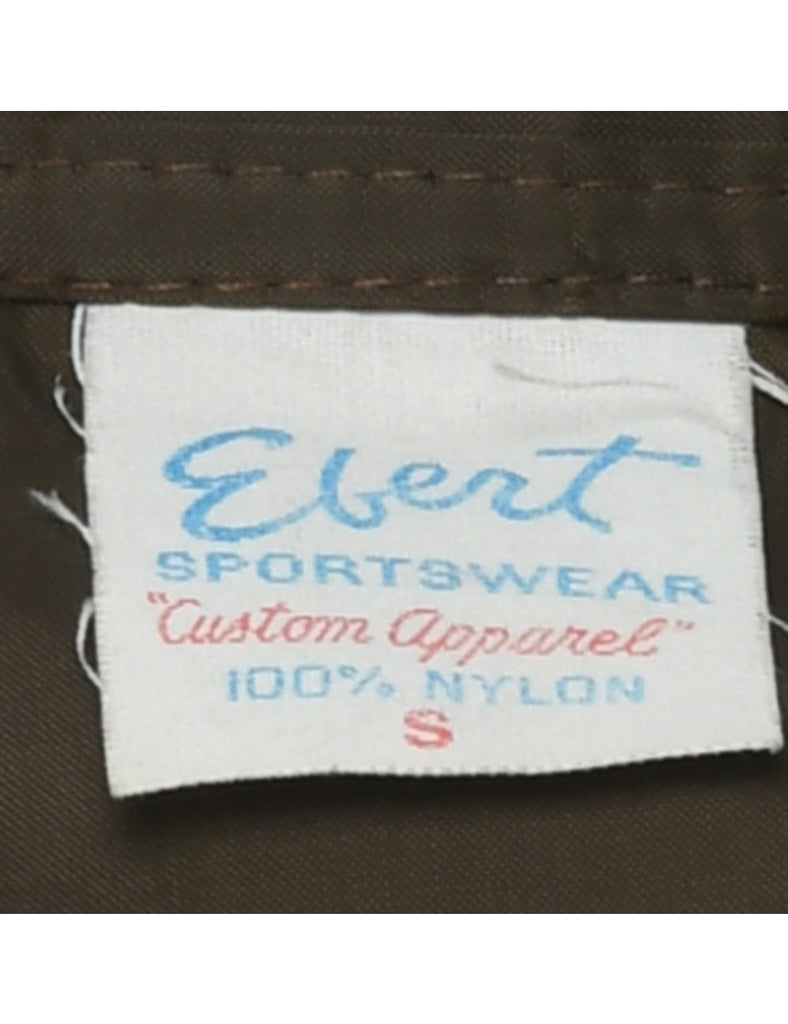 Ebert
SPORTSWEAR
"Custom Apparel"
100% NYLON
S